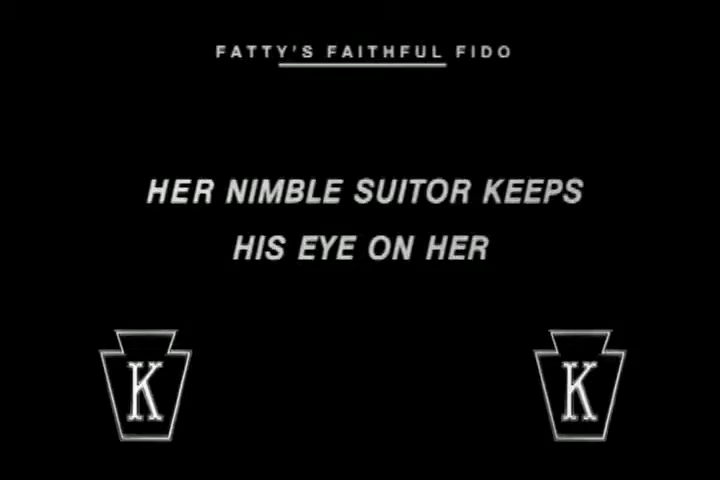 FATTY'S FAITHFUL FIDO
HER NIMBLE SUITOR KEEPS
HIS EYE ON HER
K K